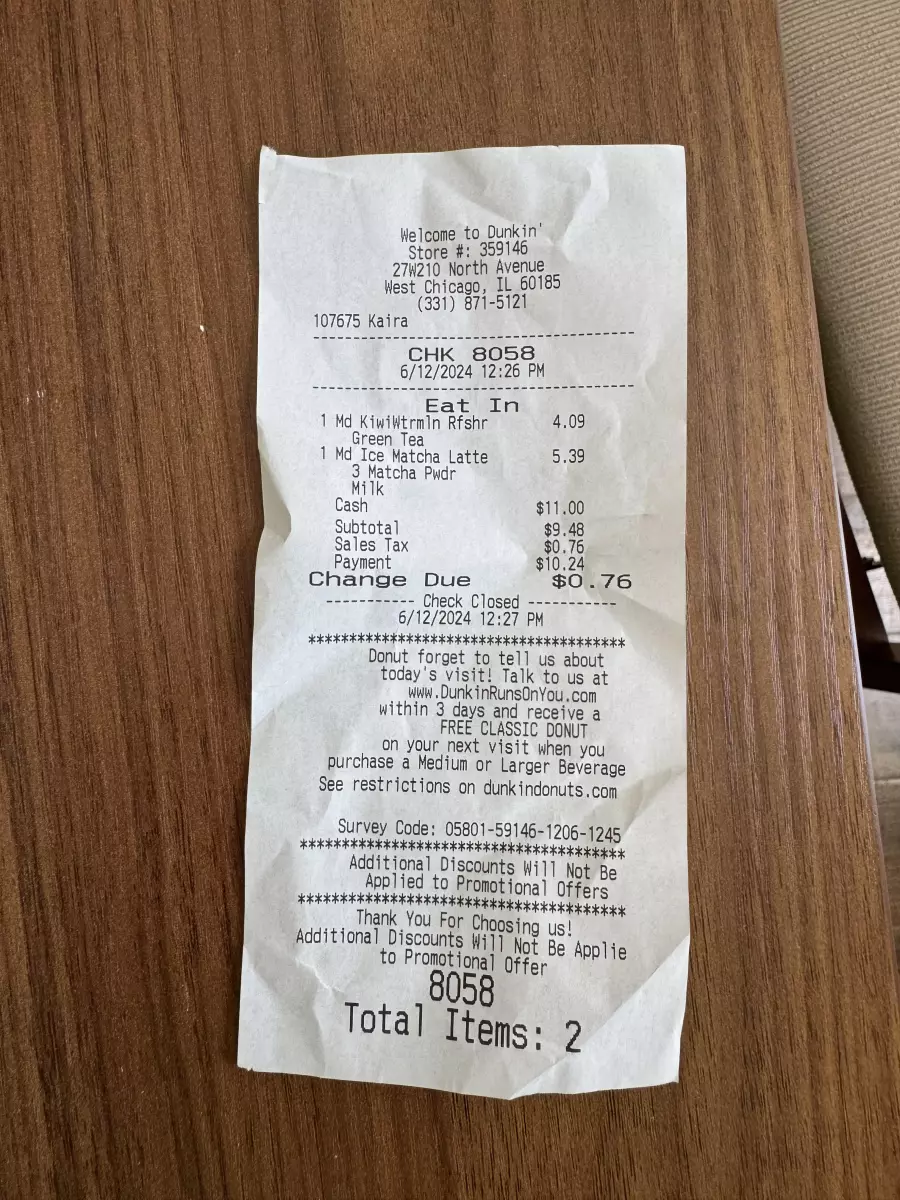 Welcome to Dunkin'
Store #: 359146
27W210 North Avenue
West Chicago, IL 60185
(331) 871-5121
107675 Kaira
--------------------------------------
CHK 8058
6/12/2024 12:26 PM
--------------------------------------
Eat In
1 Md KiwiWtrmln Rfshr 4.09
Green Tea
1 Md Ice Matcha Latte 5.39
3 Matcha Pwdr
Milk
Cash $11.00
Subtotal $9.48
Sales Tax $0.76
Payment $10.24
Change Due $0.76
----------- Check Closed -----------
6/12/2024 12:27 PM
***************************************
Donut forget to tell us about
today's visit! Talk to us at
www.DunkinRunsOnYou.com
within 3 days and receive a
FREE CLASSIC DONUT
on your next visit when you
purchase a Medium or Larger Beverage
See restrictions on dunkindonuts.com
Survey Code: 05801-59146-1206-1245
***************************************
Additional Discounts Will Not Be
Applied to Promotional Offers
***************************************
Thank You For Choosing us!
Additional Discounts Will Not Be Applie
to Promotional Offer
8058
Total Items: 2